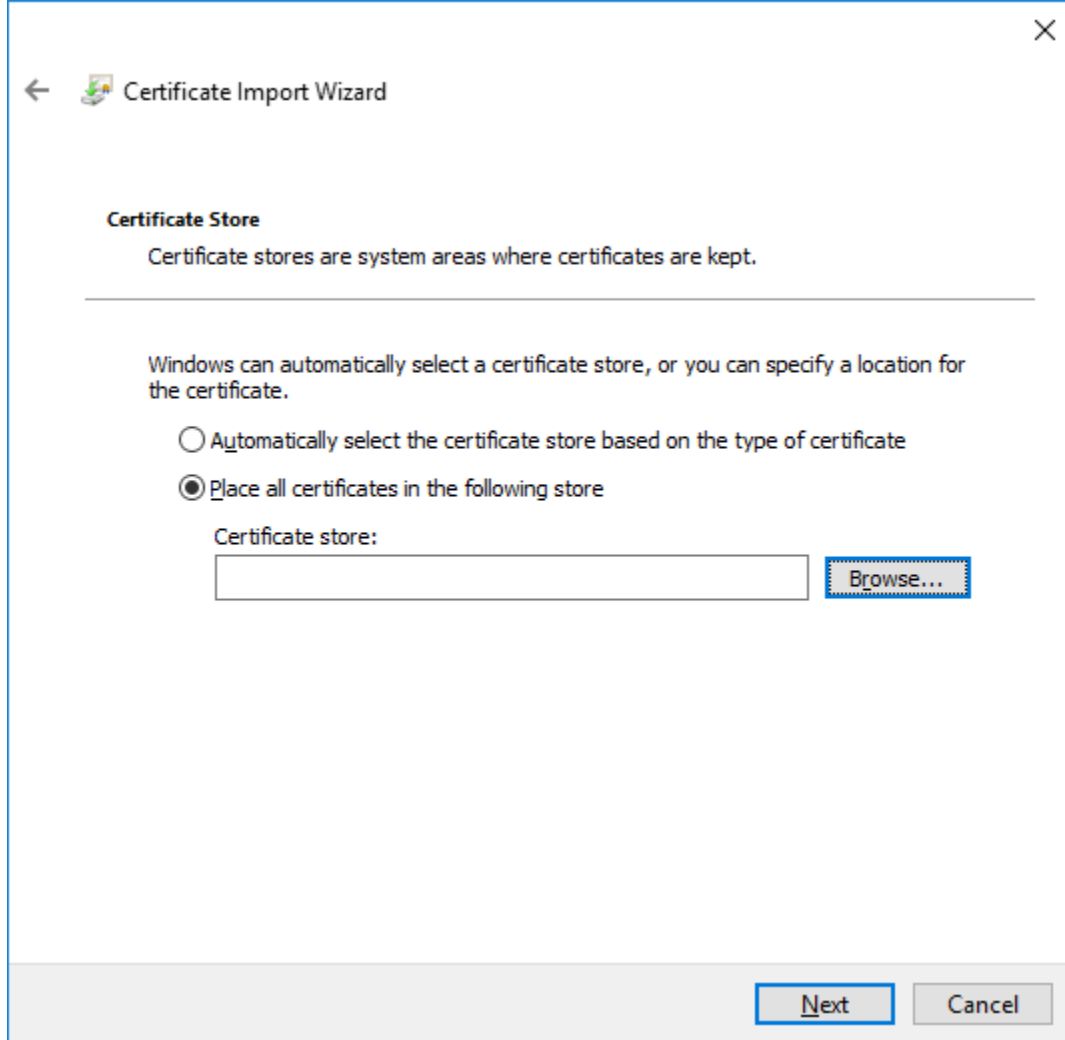 Certificate Import Wizard
Certificate Store
Certificate stores are system areas where certificates are kept.
Windows can automatically select a certificate store, or you can specify a location for
the certificate.
Automatically select the certificate store based on the type of certificate
Place all certificates in the following store
Certificate store:
Browse...
Next
Cancel